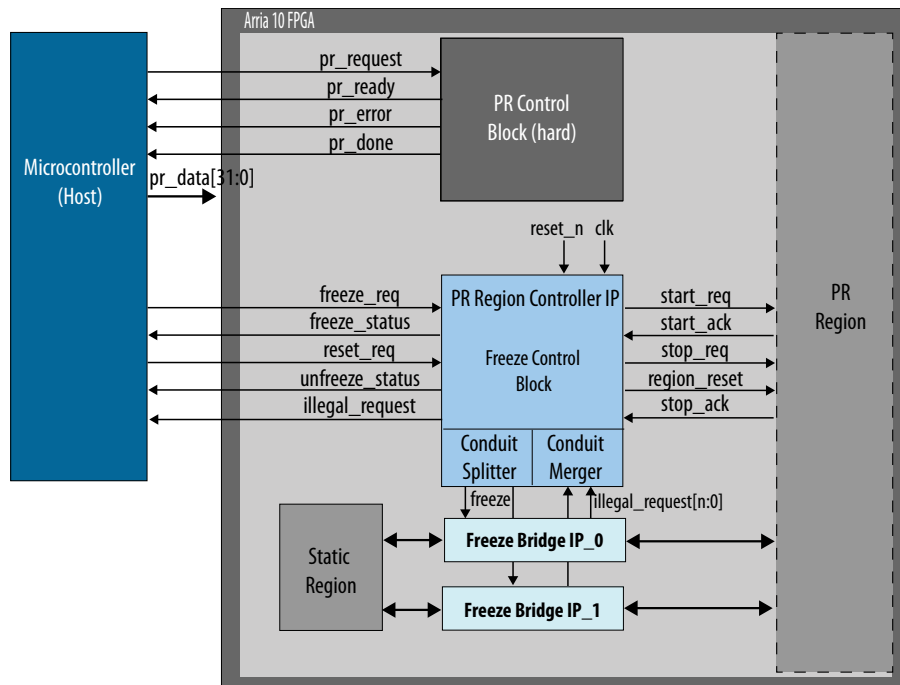 Arria 10 FPGA
pr_request
pr_ready
pr_error
pr_done
PR Control
Block (hard)
Microcontroller
(Host)
pr_data[31:0]
reset_n clk
freeze_req
freeze_status
reset_req
unfreeze_status
illegal_request
PR Region Controller IP
Freeze Control
Block
start_req
start_ack
stop_req
region_reset
stop_ack
PR
Region
Conduit
Splitter
Conduit
Merger
freeze
illegal_request[n:0]
Static
Region
Freeze Bridge IP_0
Freeze Bridge IP_1